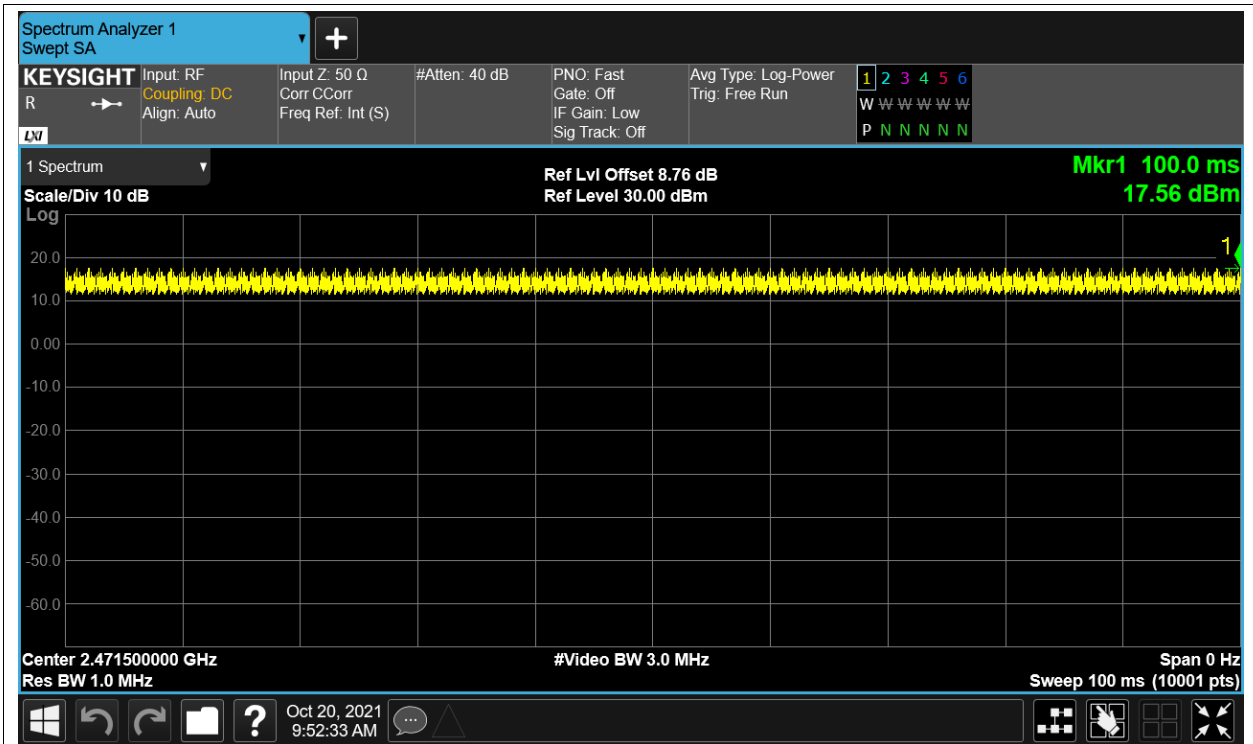 Spectrum Analyzer 1
Swept SA
KEYSIGHT
R
LXI
Input: RF
Coupling: DC
Align: Auto
Input Z: 50 Ω
Corr CCorr
Freq Ref: Int (S)
#Atten: 40 dB
PNO: Fast
Gate: Off
IF Gain: Low
Sig Track: Off
Avg Type: Log-Power
Trig: Free Run
1 2 3 4 5 6
W W W W W W
P N N N N N
1 Spectrum
Scale/Div 10 dB
Log
Ref Lvl Offset 8.76 dB
Ref Level 30.00 dBm
Mkr1 100.0 ms
17.56 dBm
1
20.0
10.0
0.00
-10.0
-20.0
-30.0
-40.0
-50.0
-60.0
Center 2.471500000 GHz
Res BW 1.0 MHz
#Video BW 3.0 MHz
Span 0 Hz
Sweep 100 ms (10001 pts)
?
Oct 20, 2021
9:52:33 AM